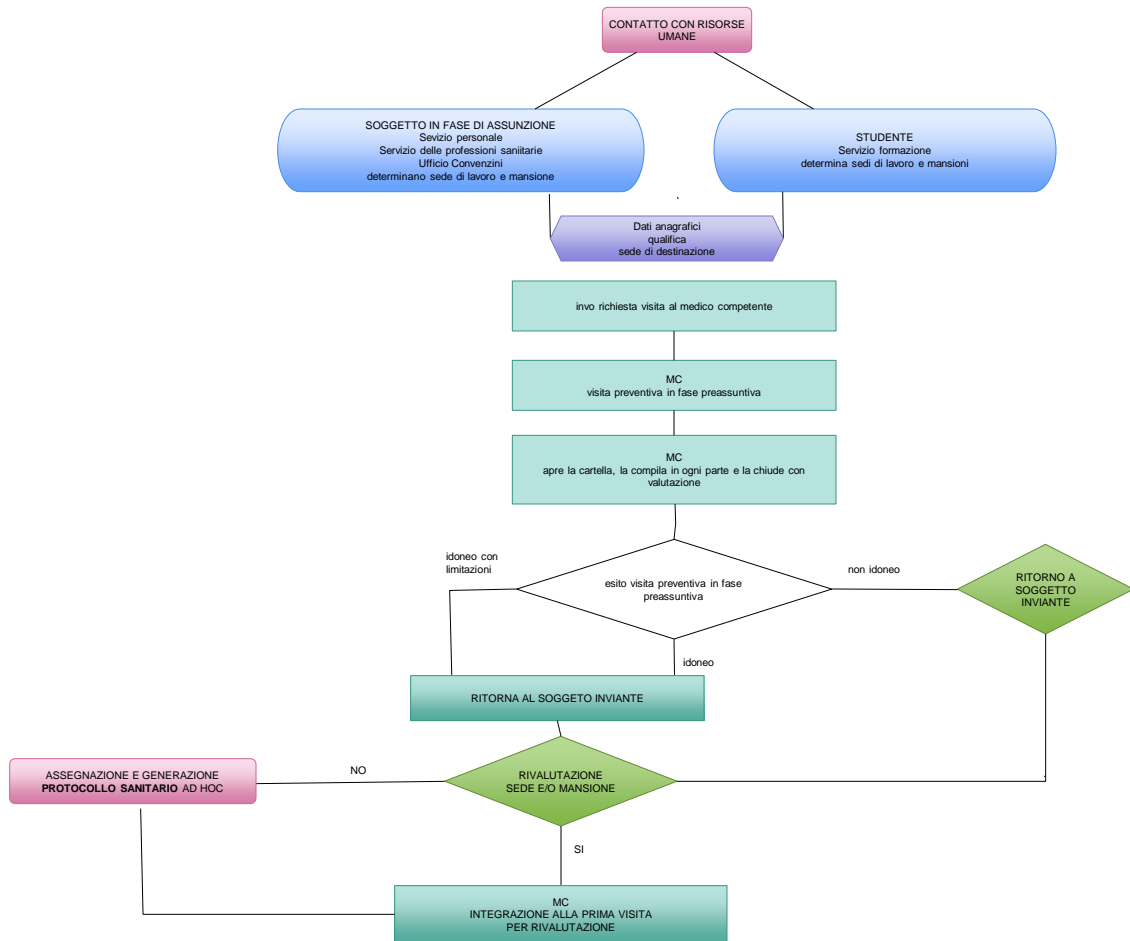 CONTATTO CON RISORSE
UMANE
SOGGETTO IN FASE DI ASSUNZIONE
Sevizio personale
Servizio delle professioni saniitarie
Ufficio Convenzini
determinano sede di lavoro e mansione
STUDENTE
Servizio formazione
determina sedi di lavoro e mansioni
Dati anagrafici
qualifica
sede di destinazione
invo richiesta visita al medico competente
MC
visita preventiva in fase preassuntiva
MC
apre la cartella, la compila in ogni parte e la chiude con
valutazione
idoneo con
limitazioni
esito visita preventiva in fase
preassuntiva
non idoneo
RITORNO A
SOGGETTO
INVIANTE
idoneo
RITORNA AL SOGGETO INVIANTE
ASSEGNAZIONE E GENERAZIONE
PROTOCOLLO SANITARIO AD HOC
NO
RIVALUTAZIONE
SEDE E/O MANSIONE
SI
MC
INTEGRAZIONE ALLA PRIMA VISITA
PER RIVALUTAZIONE